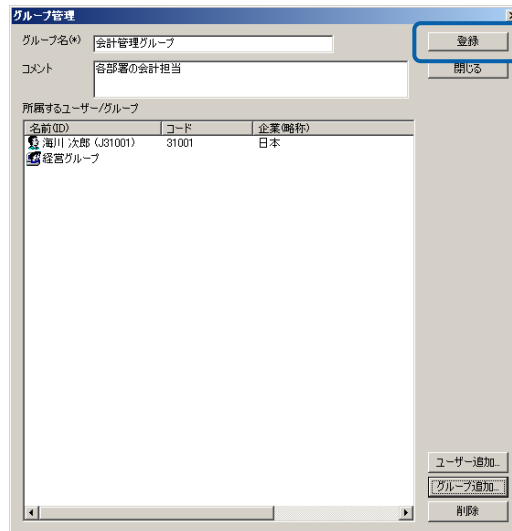 グループ管理
グループ名(*) 会計管理グループ 登録
コメント 各部署の会計担当 閉じる
所属するユーザー/グループ
名前(ID) コード 企業(略称)
海川 次郎 (J31001) 31001 日本
経営グループ
ユーザー追加...
グループ追加...
削除